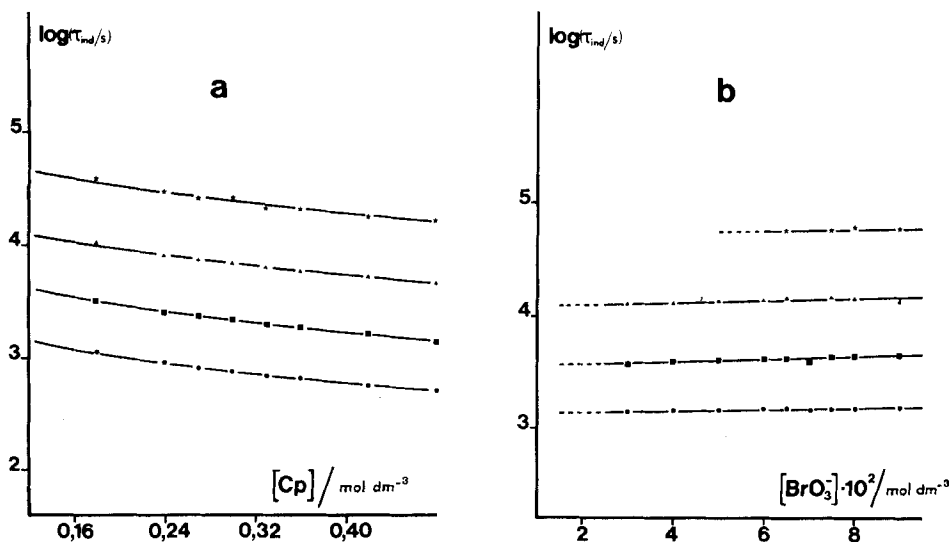 log(τind/s)
a
5
4
3
2
[Cp]/mol dm⁻³
0,16 0,24 0,32 0,40
log(τind/s)
b
5
4
3
[BrO₃⁻]·10²/mol dm⁻³
2 4 6 8